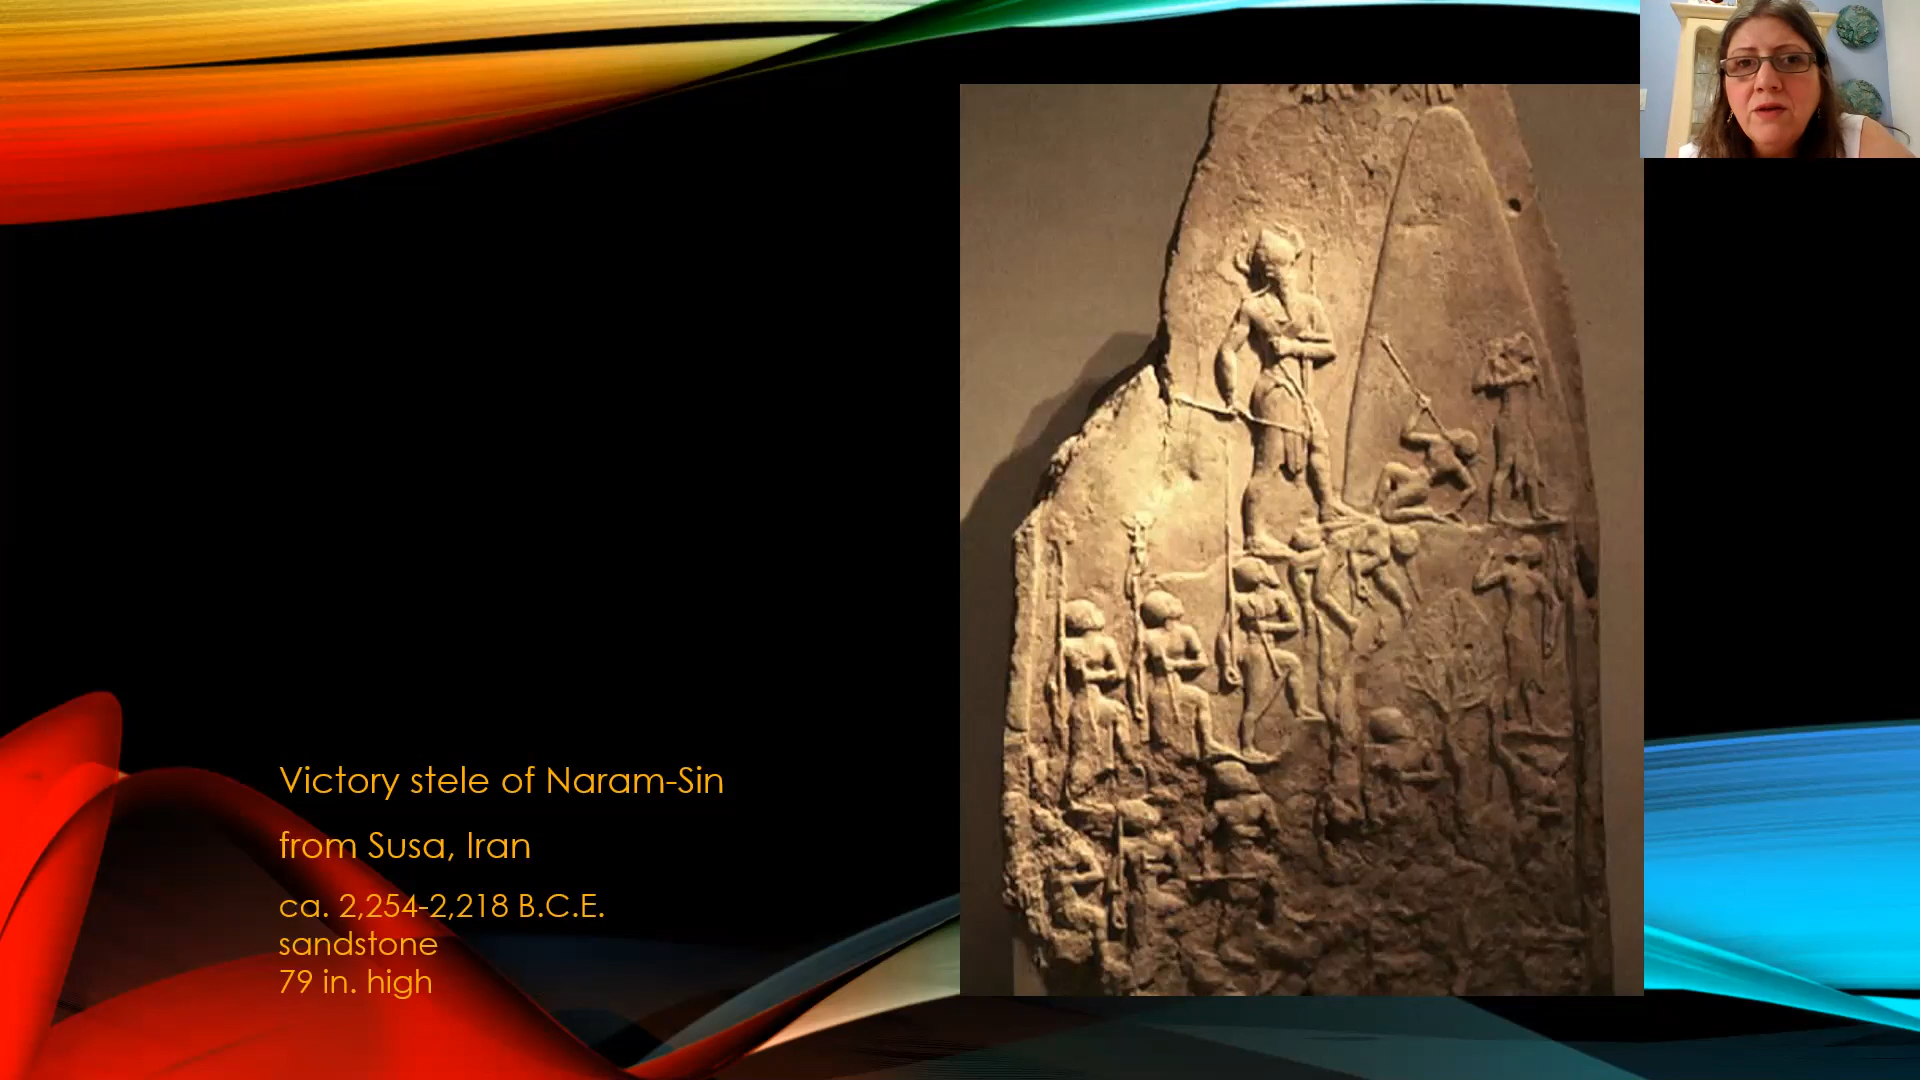 Victory stele of Naram-Sin
from Susa, Iran
ca. 2,254-2,218 B.C.E.
sandstone
79 in. high